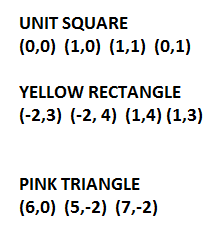 UNIT SQUARE
(0,0)  (1,0)  (1,1)  (0,1)
YELLOW RECTANGLE
(-2,3)  (-2, 4)  (1,4) (1,3)
PINK TRIANGLE
(6,0)  (5,-2)  (7,-2)